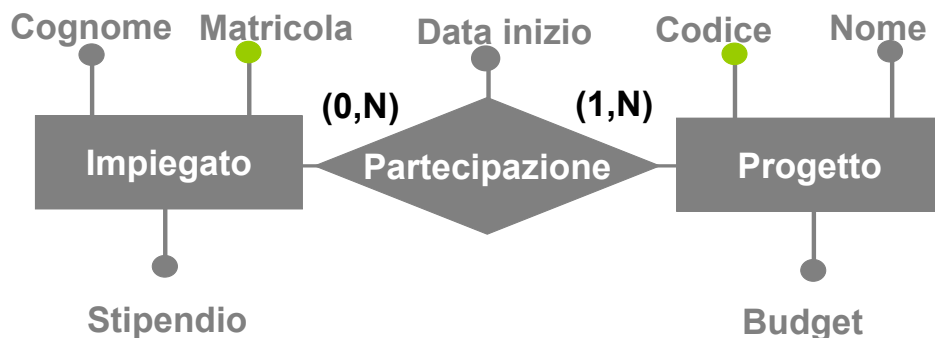 Cognome Matricola Data inizio Codice Nome
(0,N) (1,N)
Impiegato Partecipazione Progetto
Stipendio Budget